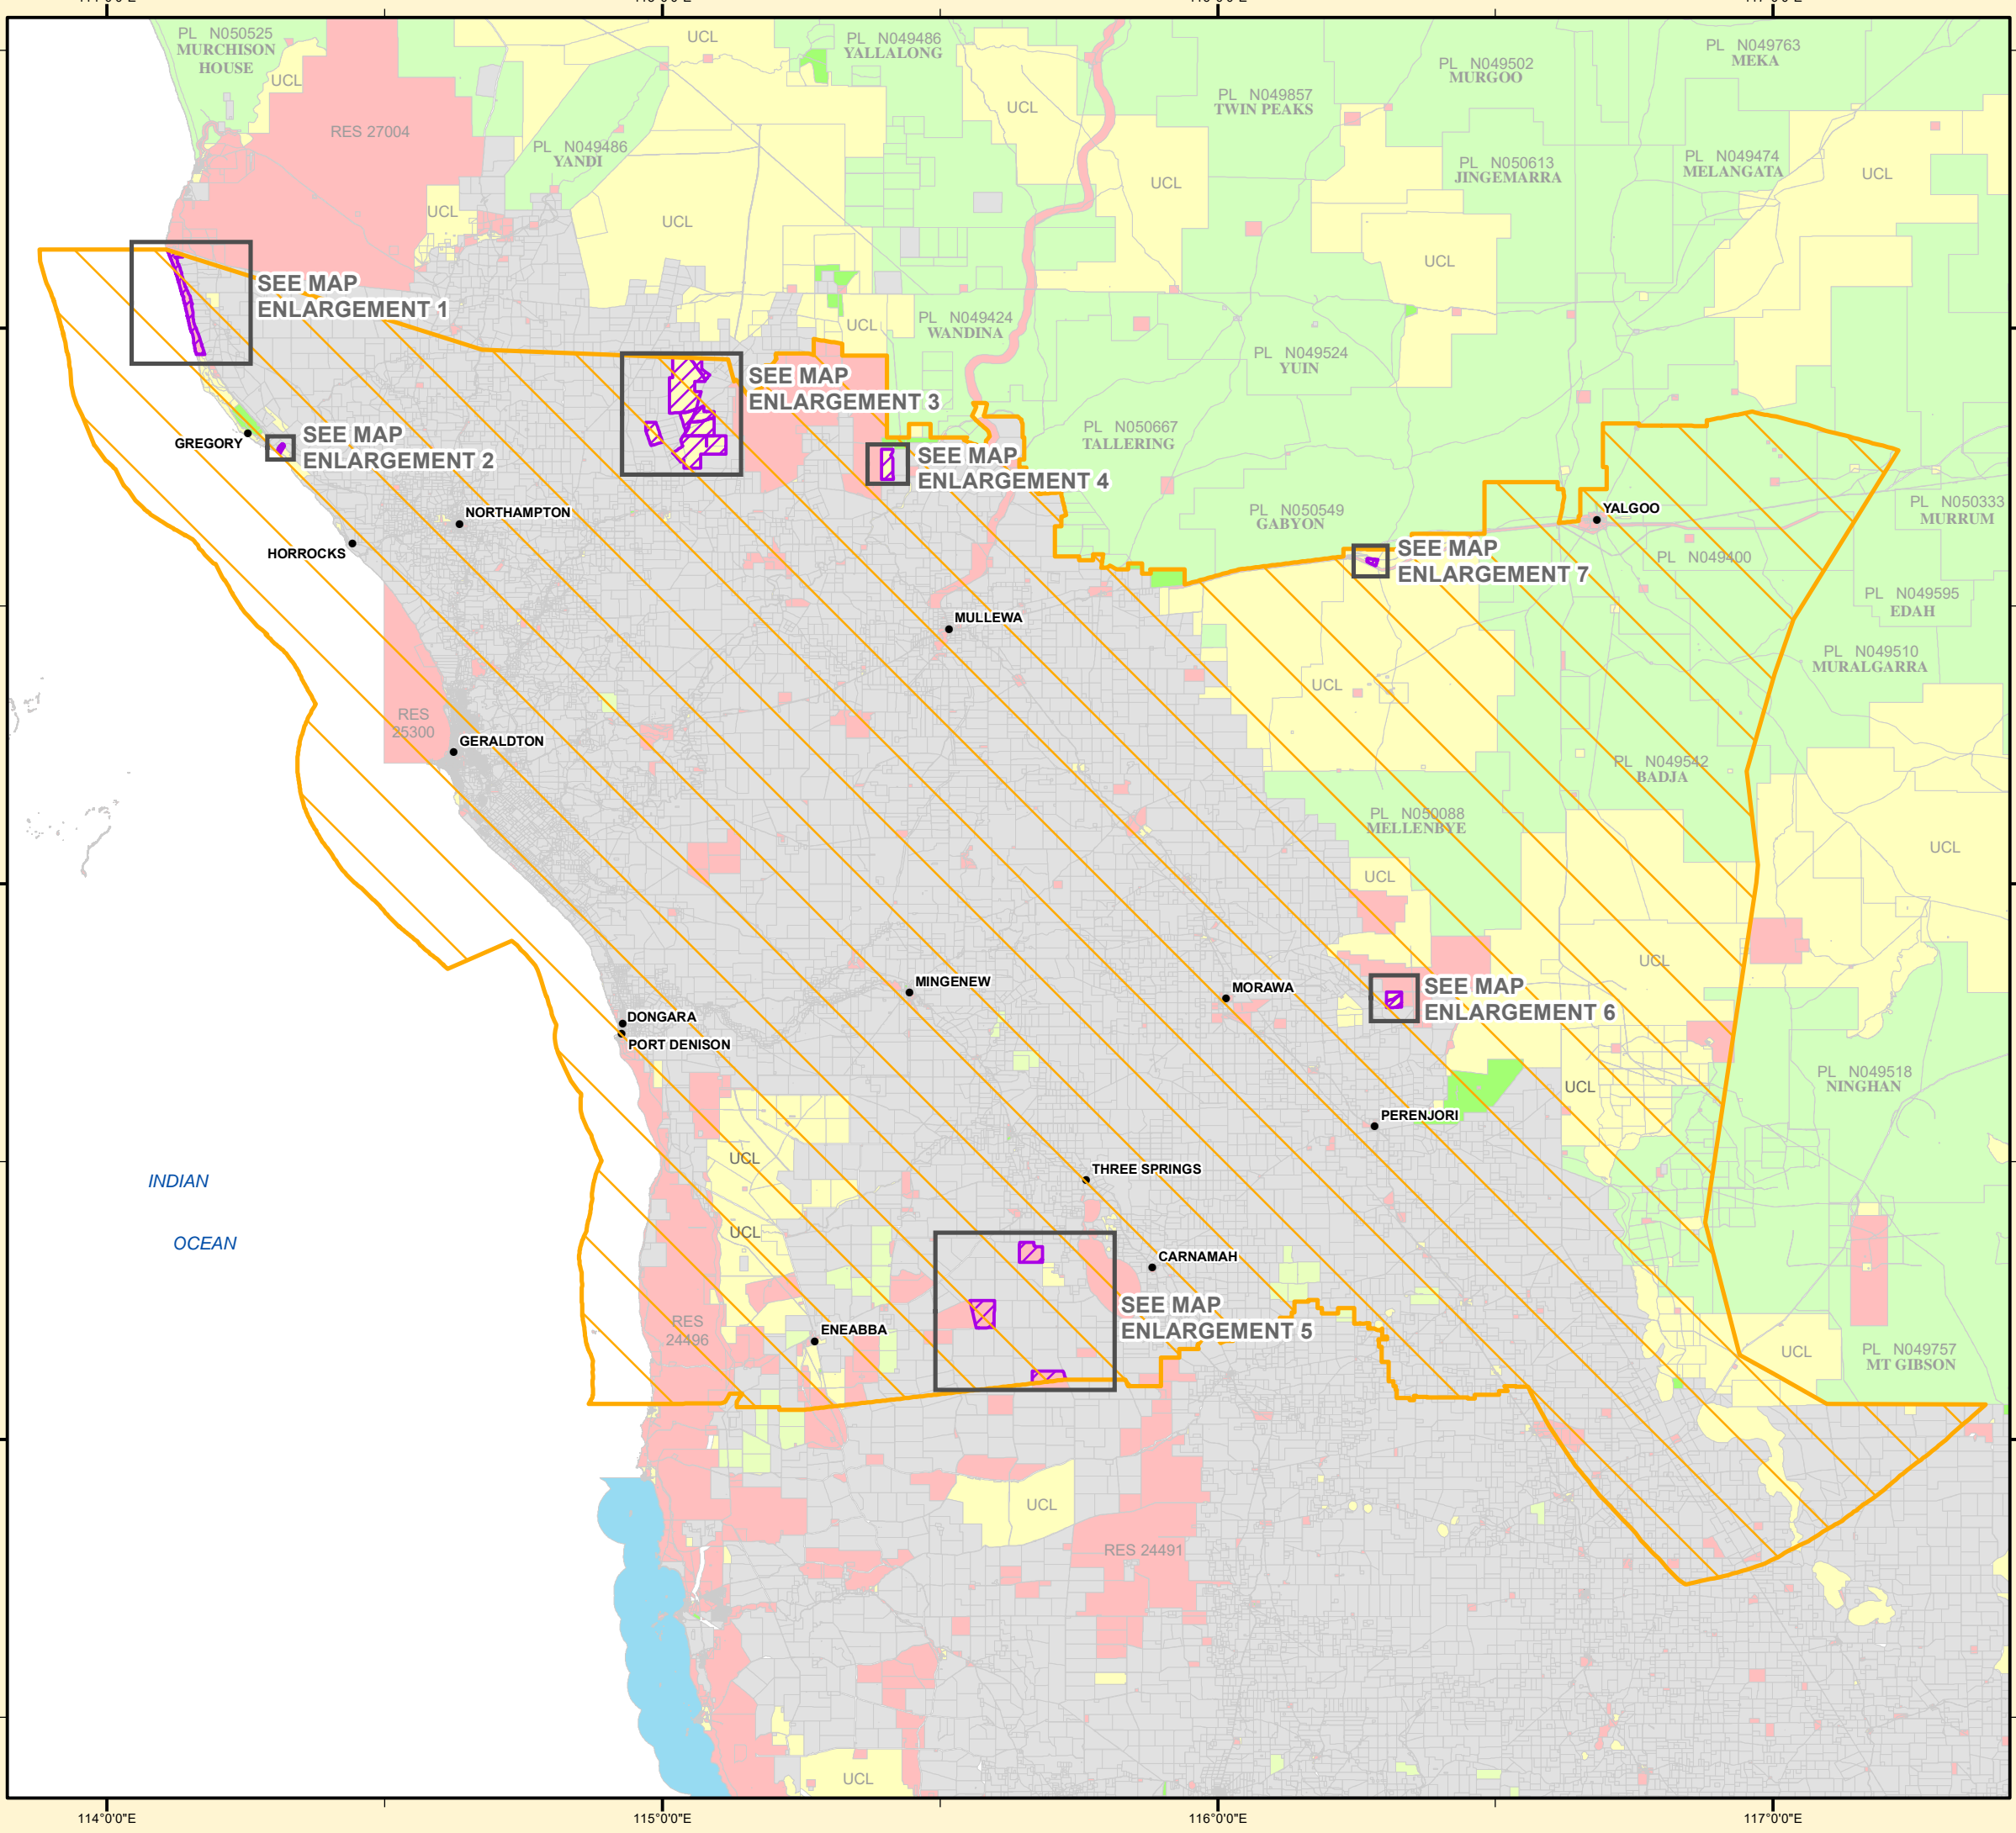 PL N050525
MURCHISON
HOUSE
UCL
UCL
PL N049486
YALLALONG
PL N049763
MEKA
PL N049502
MURGOO
PL N049857
TWIN PEAKS
UCL
RES 27004
PL N049486
YANDI
PL N050613
JINGEMARRA
PL N049474
MELANGATA
UCL
UCL
UCL
UCL
UCL
SEE MAP
ENLARGEMENT 1
PL N049424
WANDINA
UCL
PL N049524
YUIN
SEE MAP
ENLARGEMENT 3
GREGORY
SEE MAP
ENLARGEMENT 2
PL N050667
TALLERING
SEE MAP
ENLARGEMENT 4
NORTHAMPTON
HORROCKS
PL N050549
GABYON
YALGOO
PL N050333
MURRUM
SEE MAP
ENLARGEMENT 7
PL N049400
PL N049595
EDAH
MULLEWA
PL N049510
MURALGARRA
UCL
RES
25300
GERALDTON
PL N049542
BADJA
PL N050088
MELLENBYE
UCL
UCL
UCL
MINGENEW
MORAWA
SEE MAP
ENLARGEMENT 6
DONGARA
PORT DENISON
PL N049518
NINGHAN
UCL
PERENJORI
UCL
THREE SPRINGS
INDIAN
OCEAN
UCL
CARNAMAH
SEE MAP
ENLARGEMENT 5
RES
24496
ENEABBA
UCL
PL N049757
MT GIBSON
UCL
RES 24491
UCL
114°0'0"E
115°0'0"E
116°0'0"E
117°0'0"E